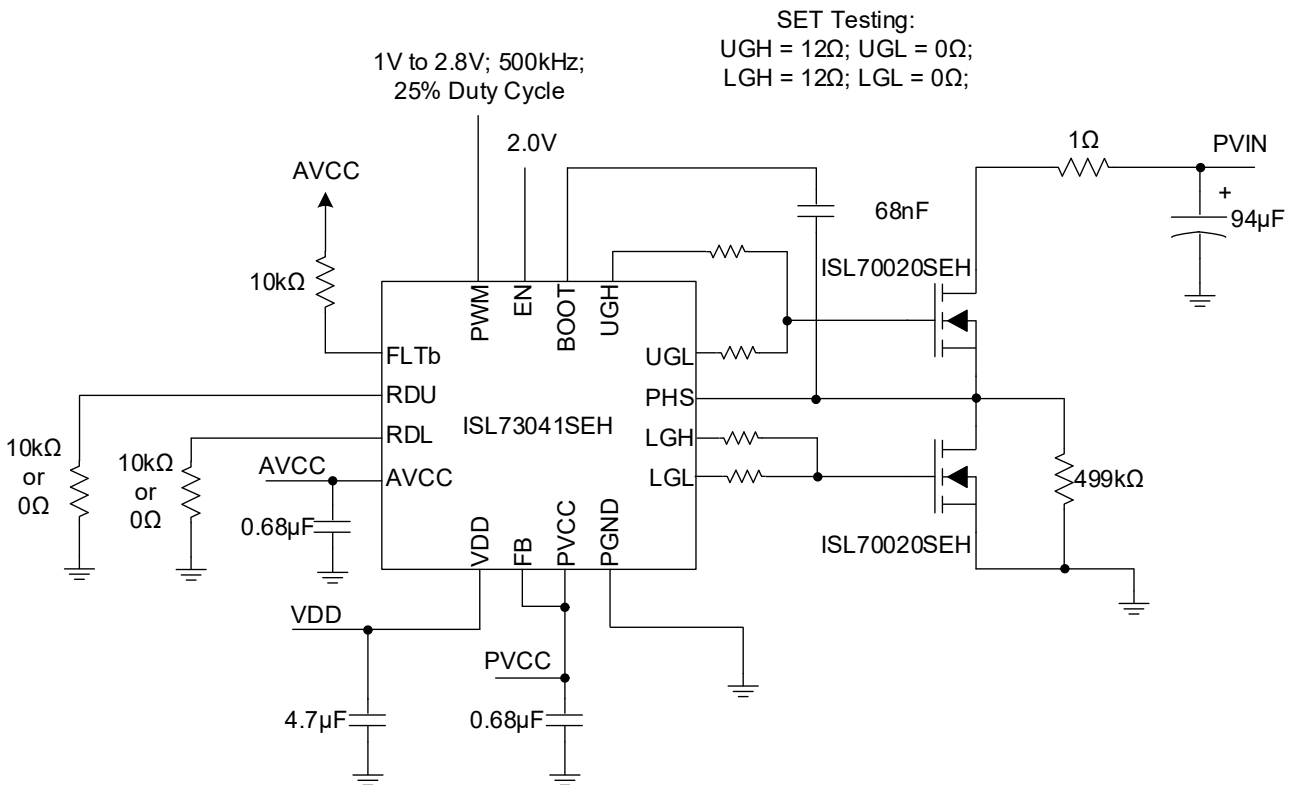 SET Testing:
UGH = 12Ω; UGL = 0Ω;
LGH = 12Ω; LGL = 0Ω;
1V to 2.8V; 500kHz;
25% Duty Cycle
2.0V
1Ω
PVIN
AVCC
+
68nF
94µF
ISL70020SEH
10kΩ
PWM
EN
BOOT
UGH
FLTb
UGL
RDU
PHS
ISL73041SEH
RDL
LGH
10kΩ
or
0Ω
10kΩ
or
0Ω
AVCC
AVCC
LGL
499kΩ
0.68µF
VDD
FB
PVCC
PGND
ISL70020SEH
VDD
PVCC
4.7µF
0.68µF